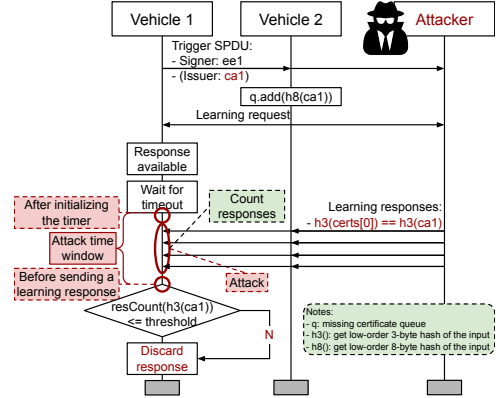 Vehicle 1
Vehicle 2
Attacker
Trigger SPDU:
- Signer: ee1
- (Issuer: ca1)
q.add(h8(ca1))
Learning request
Response
available
Wait for
timeout
After initializing
the timer
Count
responses
Learning responses:
- h3(certs[0]) == h3(ca1)
Attack time
window
Before sending a
learning response
Attack
resCount(h3(ca1))
<= threshold
N
Discard
response
Notes:
- q: missing certificate queue
- h3(): get low-order 3-byte hash of the input
- h8(): get low-order 8-byte hash of the input